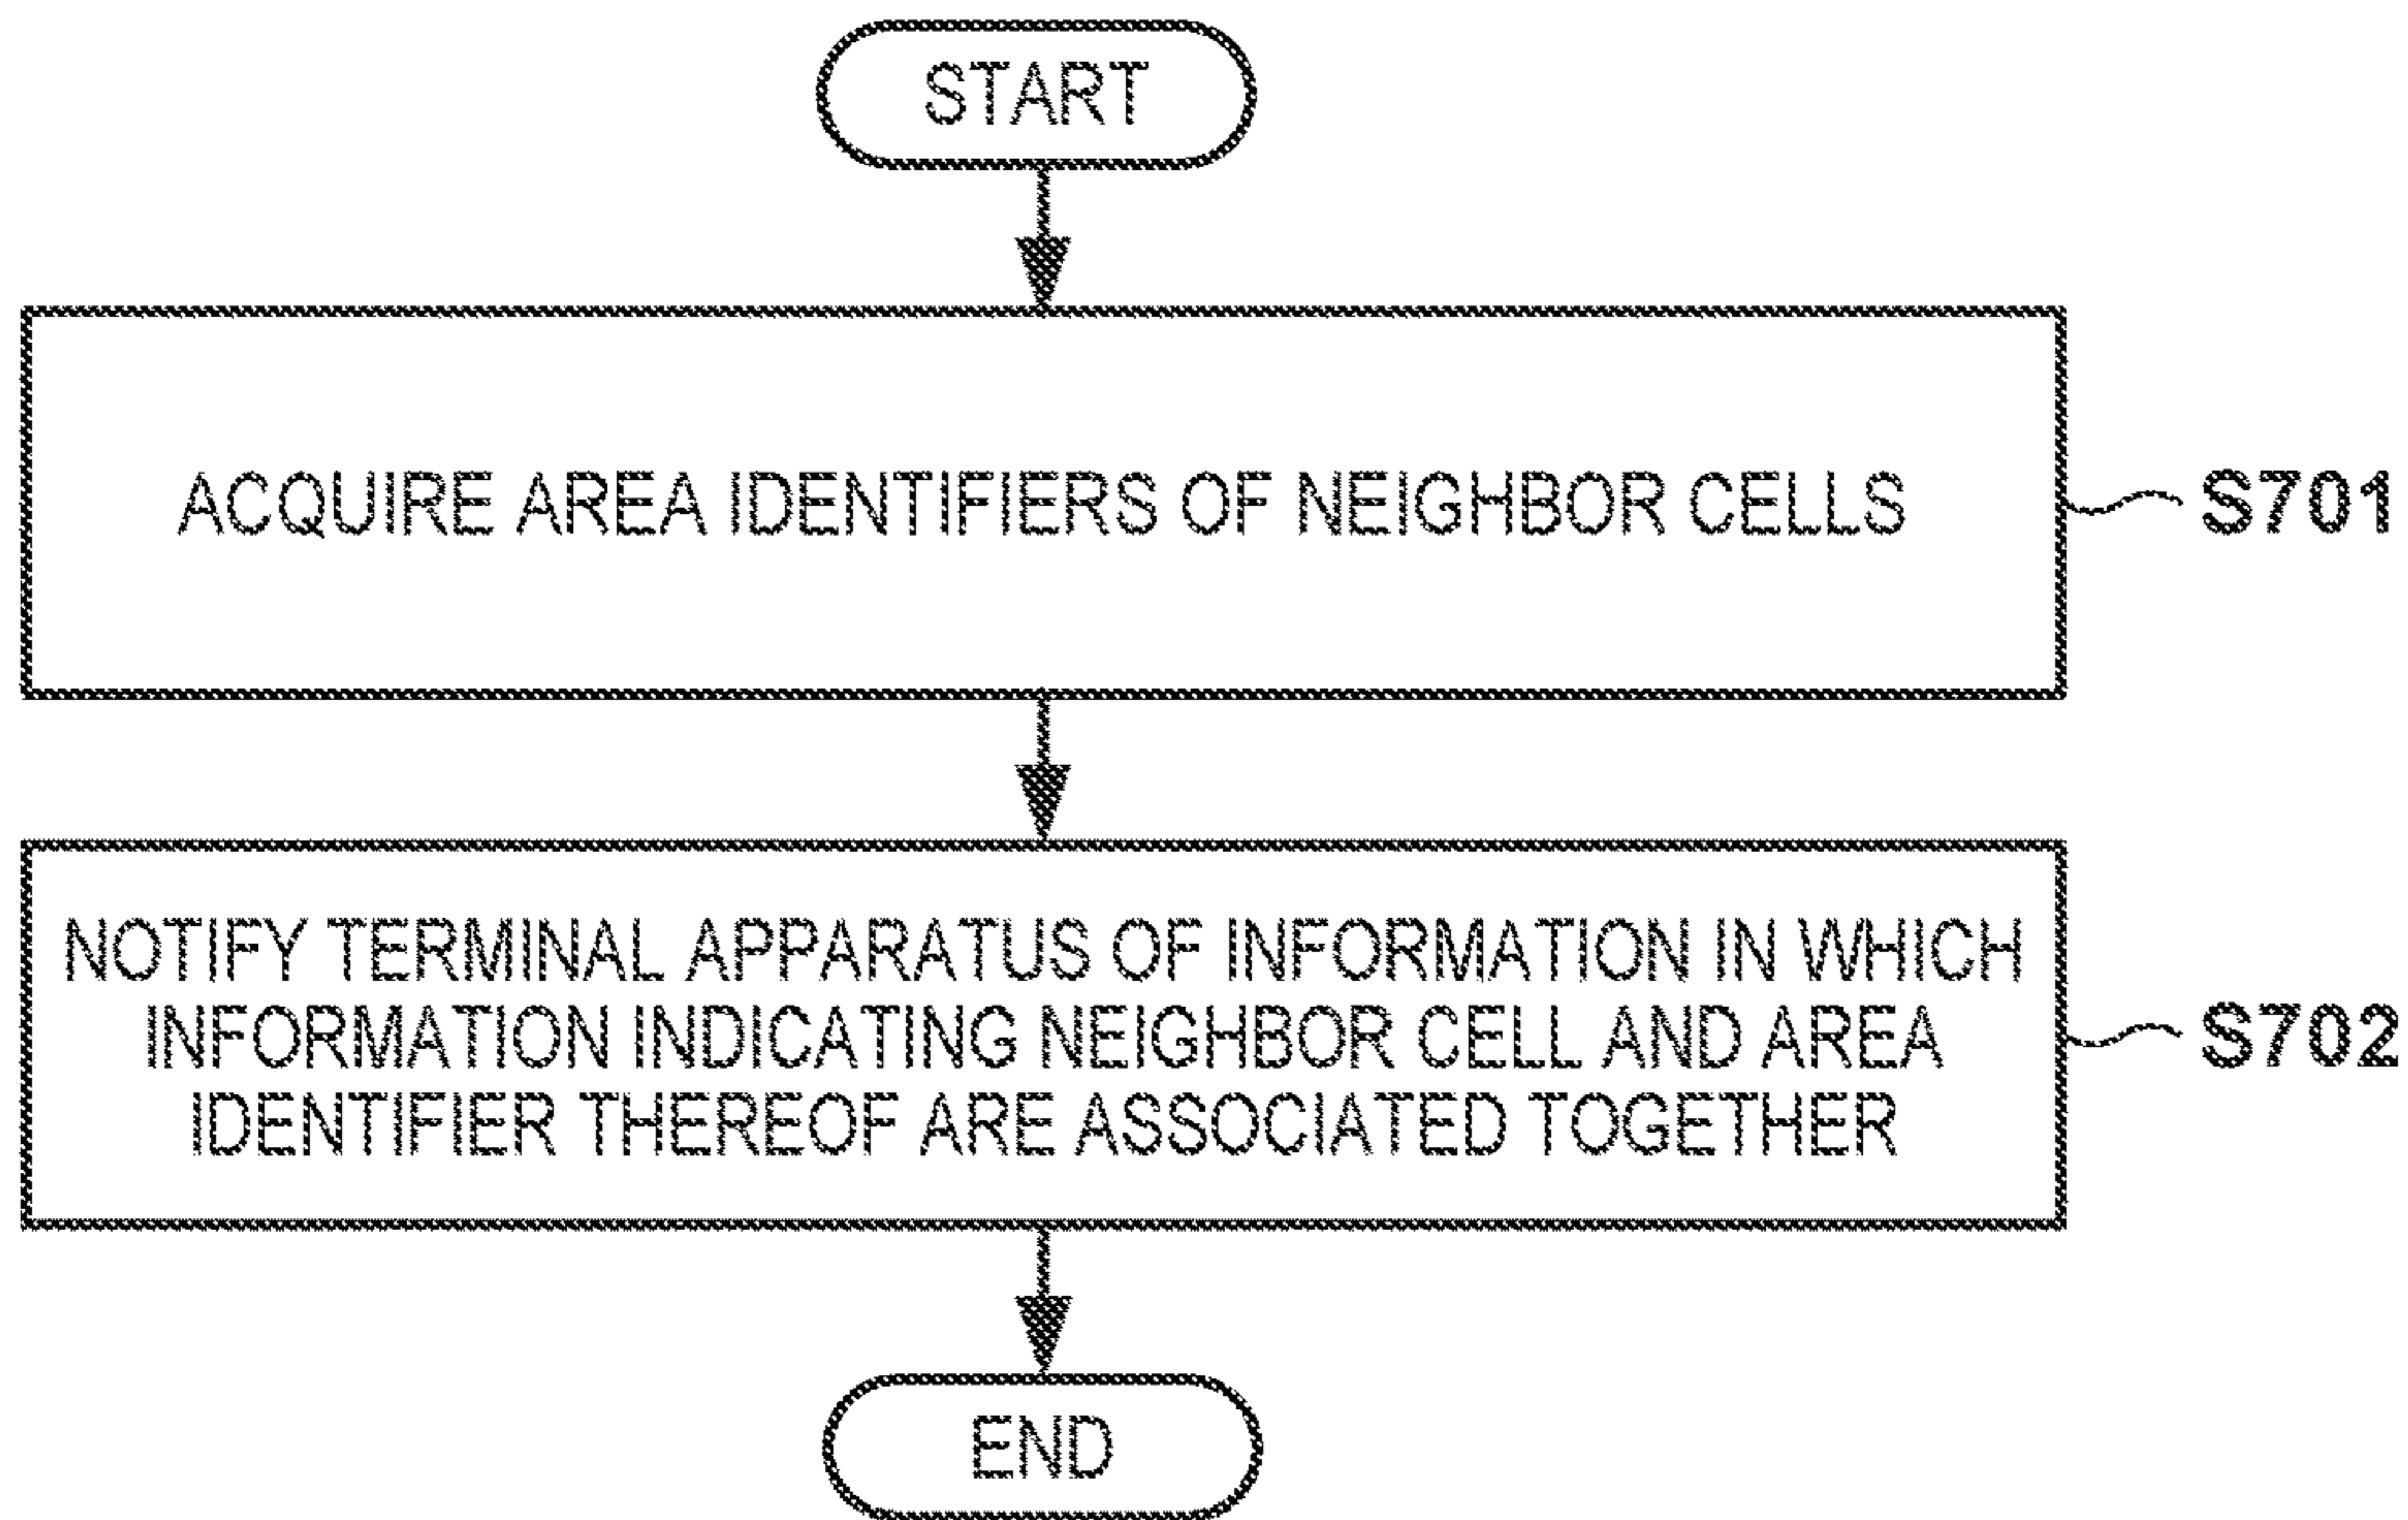 START
ACQUIRE AREA IDENTIFIERS OF NEIGHBOR CELLS
S701
NOTIFY TERMINAL APPARATUS OF INFORMATION IN WHICH
INFORMATION INDICATING NEIGHBOR CELL AND AREA
IDENTIFIER THEREOF ARE ASSOCIATED TOGETHER
S702
END